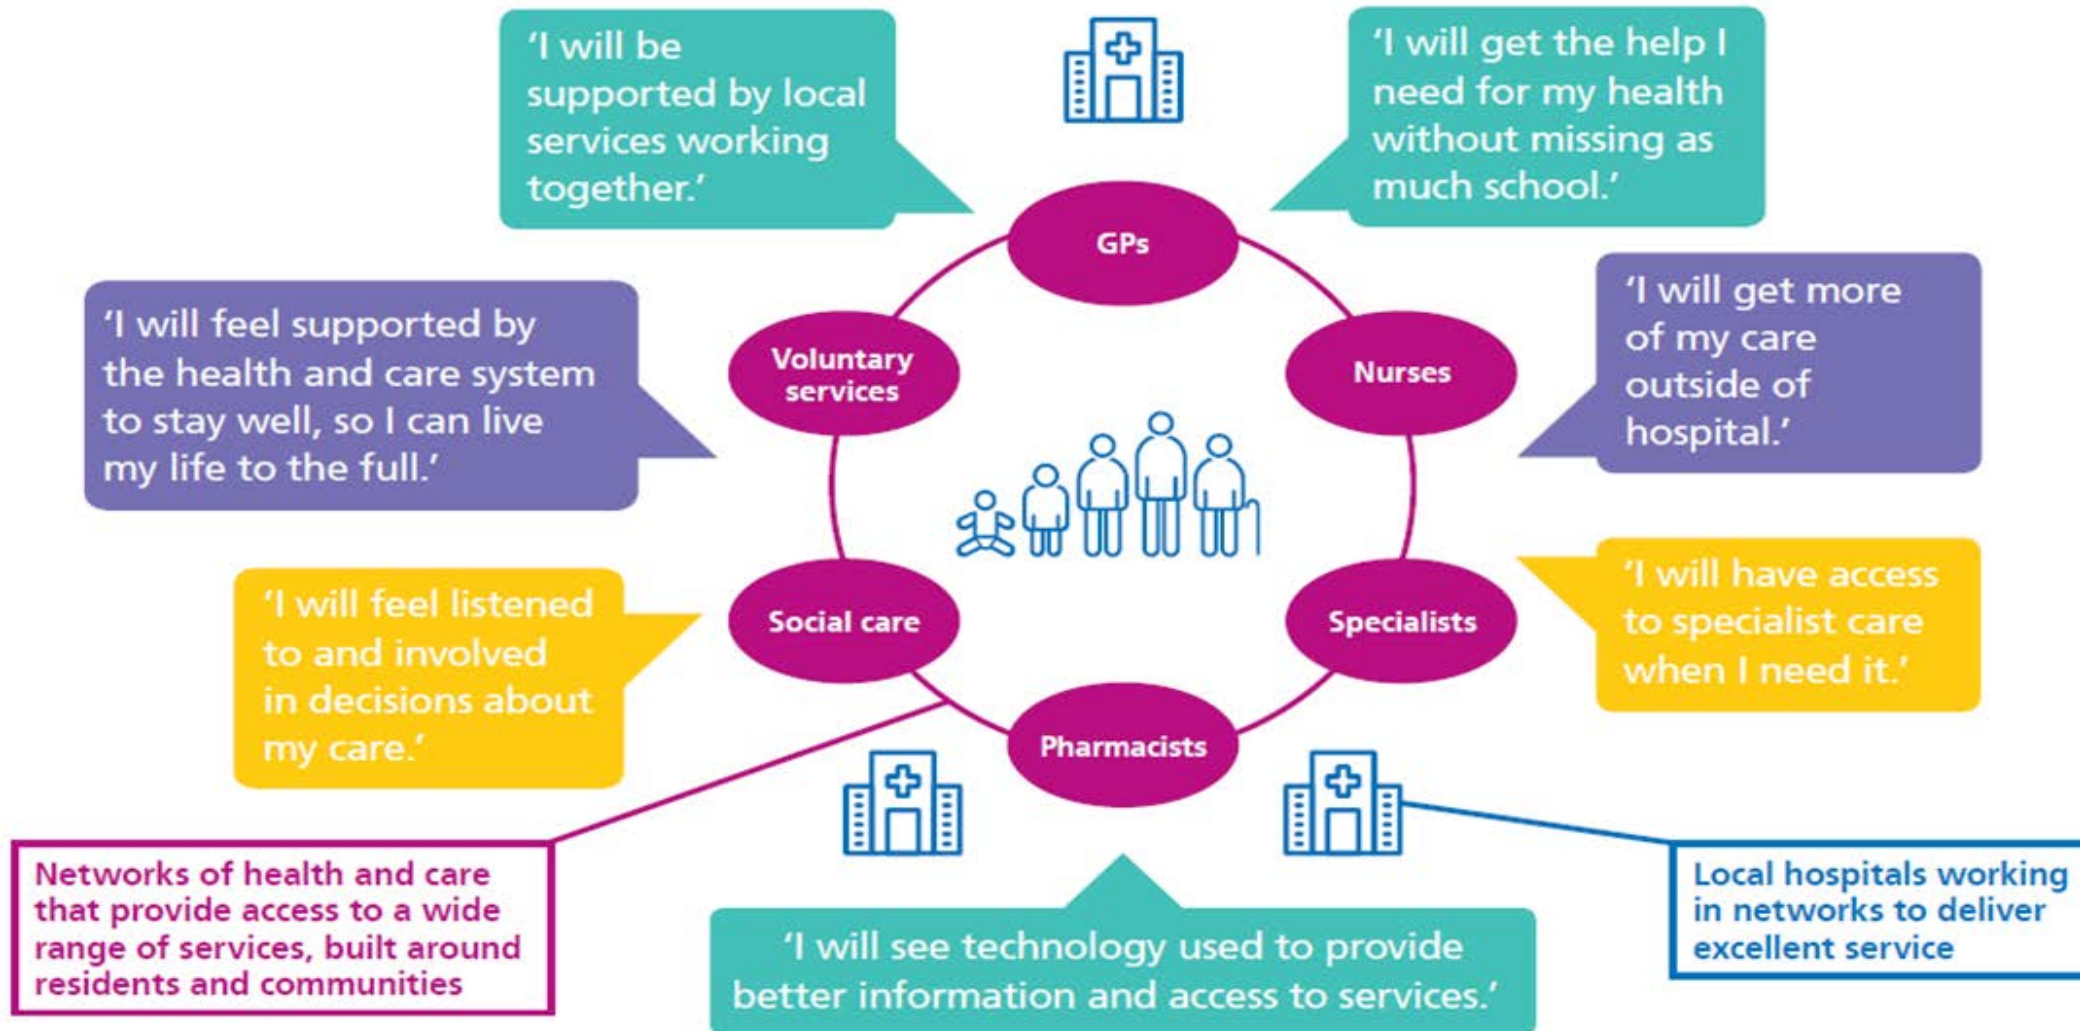 ‘I will be
supported by local
services working
together.’
‘I will get the help I
need for my health
without missing as
much school.’
GPs
‘I will feel supported by
the health and care system
to stay well, so I can live
my life to the full.’
Voluntary
services
Nurses
‘I will get more
of my care
outside of
hospital.’
‘I will feel listened
to and involved
in decisions about
my care.’
Social care
Specialists
‘I will have access
to specialist care
when I need it.’
Pharmacists
Networks of health and care
that provide access to a wide
range of services, built around
residents and communities
‘I will see technology used to provide
better information and access to services.’
Local hospitals working
in networks to deliver
excellent service